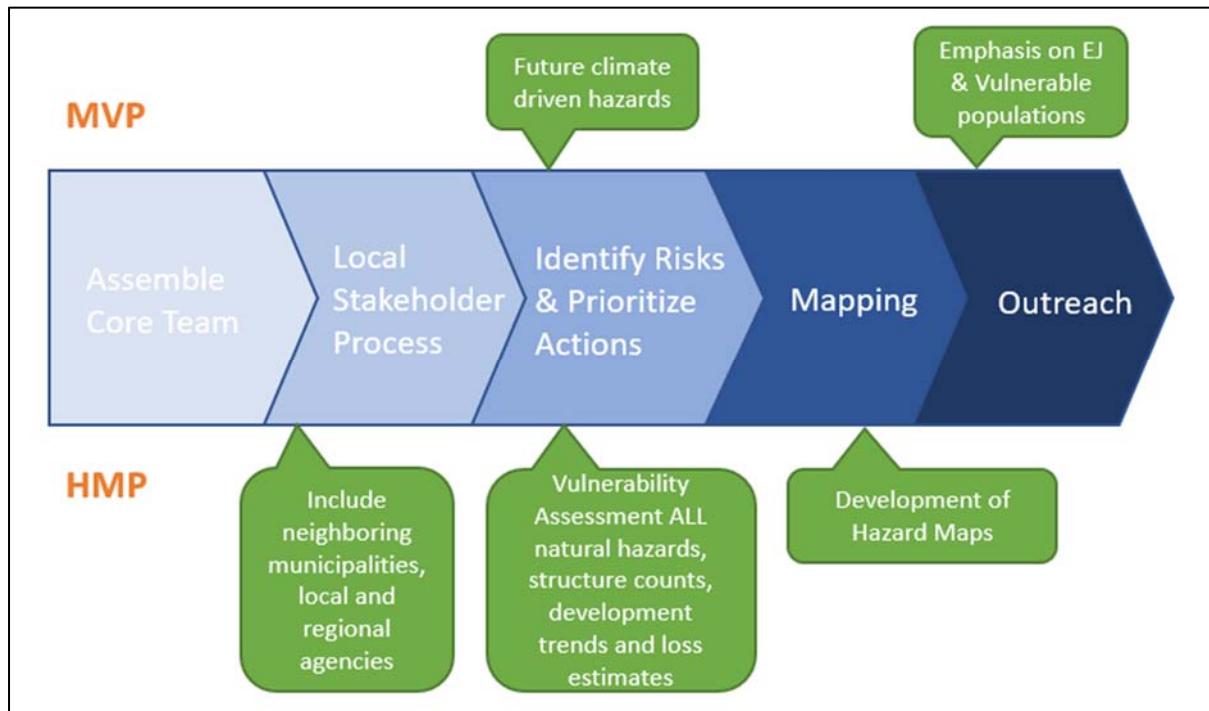 MVP
Future climate
driven hazards
Emphasis on EJ
& Vulnerable
populations
Assemble
Core Team
Local
Stakeholder
Process
Identify Risks
& Prioritize
Actions
Mapping
Outreach
HMP
Include
neighboring
municipalities,
local and
regional
agencies
Vulnerability
Assessment ALL
natural hazards,
structure counts,
development
trends and loss
estimates
Development of
Hazard Maps